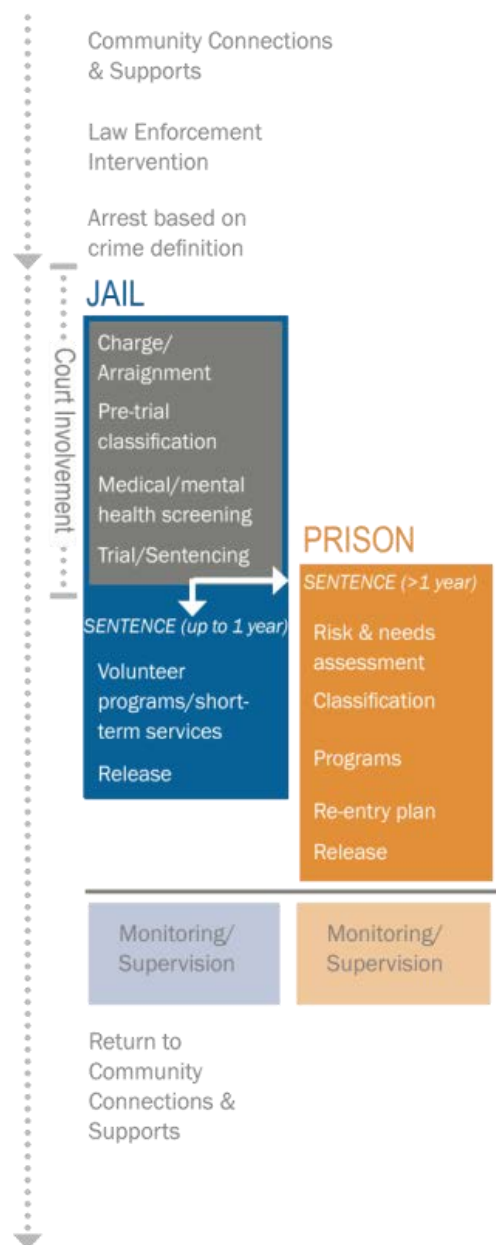 Community Connections
& Supports
Law Enforcement
Intervention
Arrest based on
crime definition
Court Involvement
JAIL
Charge/
Arraignment
Pre-trial
classification
Medical/mental
health screening
Trial/Sentencing
SENTENCE (up to 1 year)
Volunteer
programs/short-
term services
Release
PRISON
SENTENCE (>1 year)
Risk & needs
assessment
Classification
Programs
Re-entry plan
Release
Monitoring/
Supervision
Monitoring/
Supervision
Return to
Community
Connections &
Supports